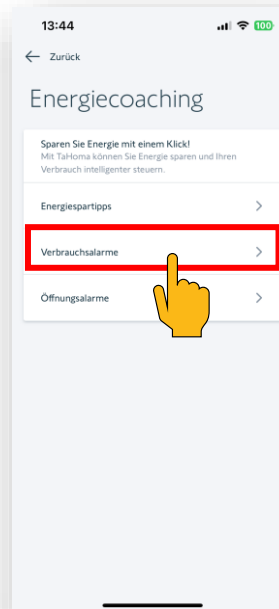 13:44
100
Zurück
Energiecoaching
Sparen Sie Energie mit einem Klick!
Mit TaHoma können Sie Energie sparen und Ihren
Verbrauch intelligenter steuern.
Energiespartipps
Verbrauchsalarme
Öffnungsalarme